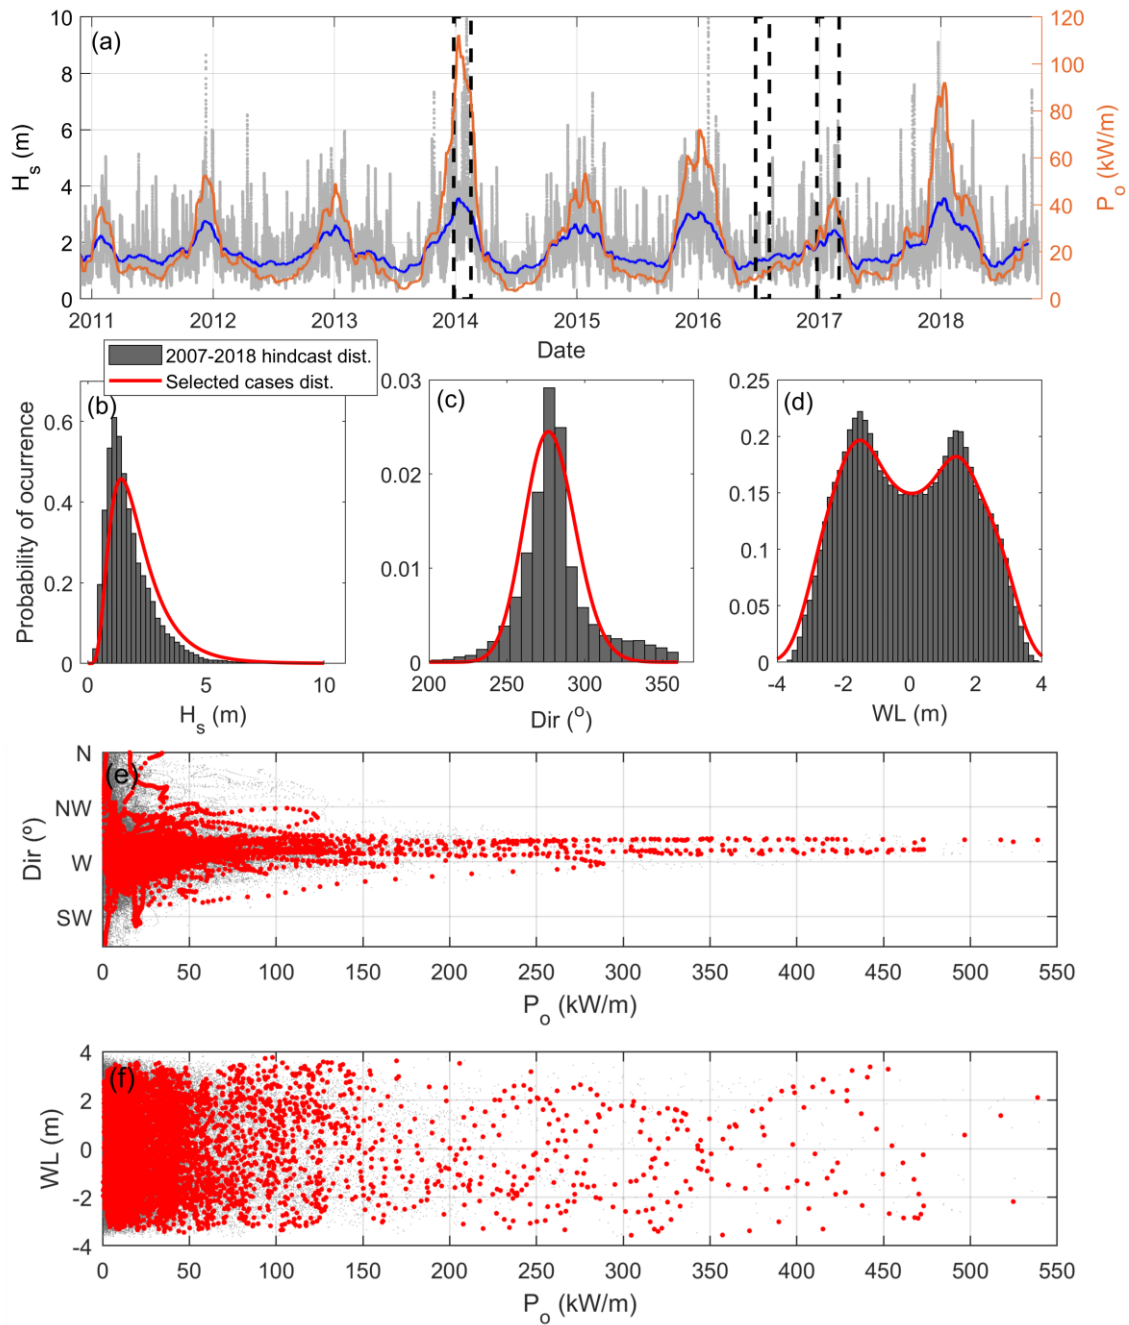 (a)
10
8
6
4
2
0
H_s (m)
120
100
80
60
40
20
0
P_o (kW/m)
2011 2012 2013 2014 2015 2016 2017 2018
Date
2007-2018 hindcast dist.
Selected cases dist.
(b)
0.6
0.4
0.2
0
Probability of ocurrence
0 5 10
H_s (m)
(c)
0.03
0.02
0.01
0
200 250 300 350
Dir (º)
(d)
0.25
0.2
0.15
0.1
0.05
0
-4 -2 0 2 4
WL (m)
(e)
N
NW
W
SW
Dir (º)
0 50 100 150 200 250 300 350 400 450 500 550
P_o (kW/m)
(f)
4
2
0
-2
-4
WL (m)
0 50 100 150 200 250 300 350 400 450 500 550
P_o (kW/m)